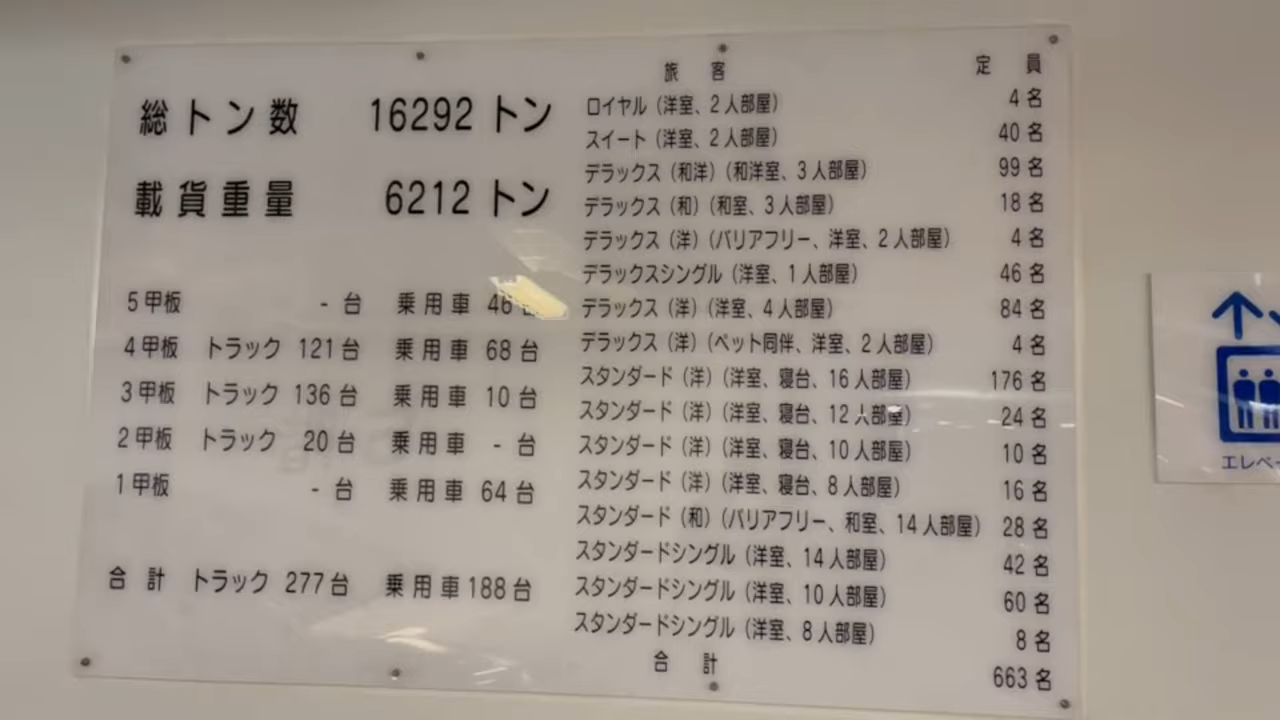 総トン数 16292 トン
載貨重量 6212 トン
5甲板 - 台 乗用車 46台
4甲板 トラック 121台 乗用車 68台
3甲板 トラック 136台 乗用車 10台
2甲板 トラック 20台 乗用車 - 台
1甲板 - 台 乗用車 64台
合計 トラック 277台 乗用車 188台
旅客 定員
ロイヤル（洋室、2人部屋） 4名
スイート（洋室、2人部屋） 40名
デラックス（和洋）（和洋室、3人部屋） 99名
デラックス（和）（和室、3人部屋） 18名
デラックス（洋）（バリアフリー、洋室、2人部屋） 4名
デラックスシングル（洋室、1人部屋） 46名
デラックス（洋）（洋室、4人部屋） 84名
デラックス（洋）（ペット同伴、洋室、2人部屋） 4名
スタンダード（洋）（洋室、寝台、16人部屋） 176名
スタンダード（洋）（洋室、寝台、12人部屋） 24名
スタンダード（洋）（洋室、寝台、10人部屋） 10名
スタンダード（洋）（洋室、寝台、8人部屋） 16名
スタンダード（和）（バリアフリー、和室、14人部屋） 28名
スタンダードシングル（洋室、14人部屋） 42名
スタンダードシングル（洋室、10人部屋） 60名
スタンダードシングル（洋室、8人部屋） 8名
合計 663名
エレベー